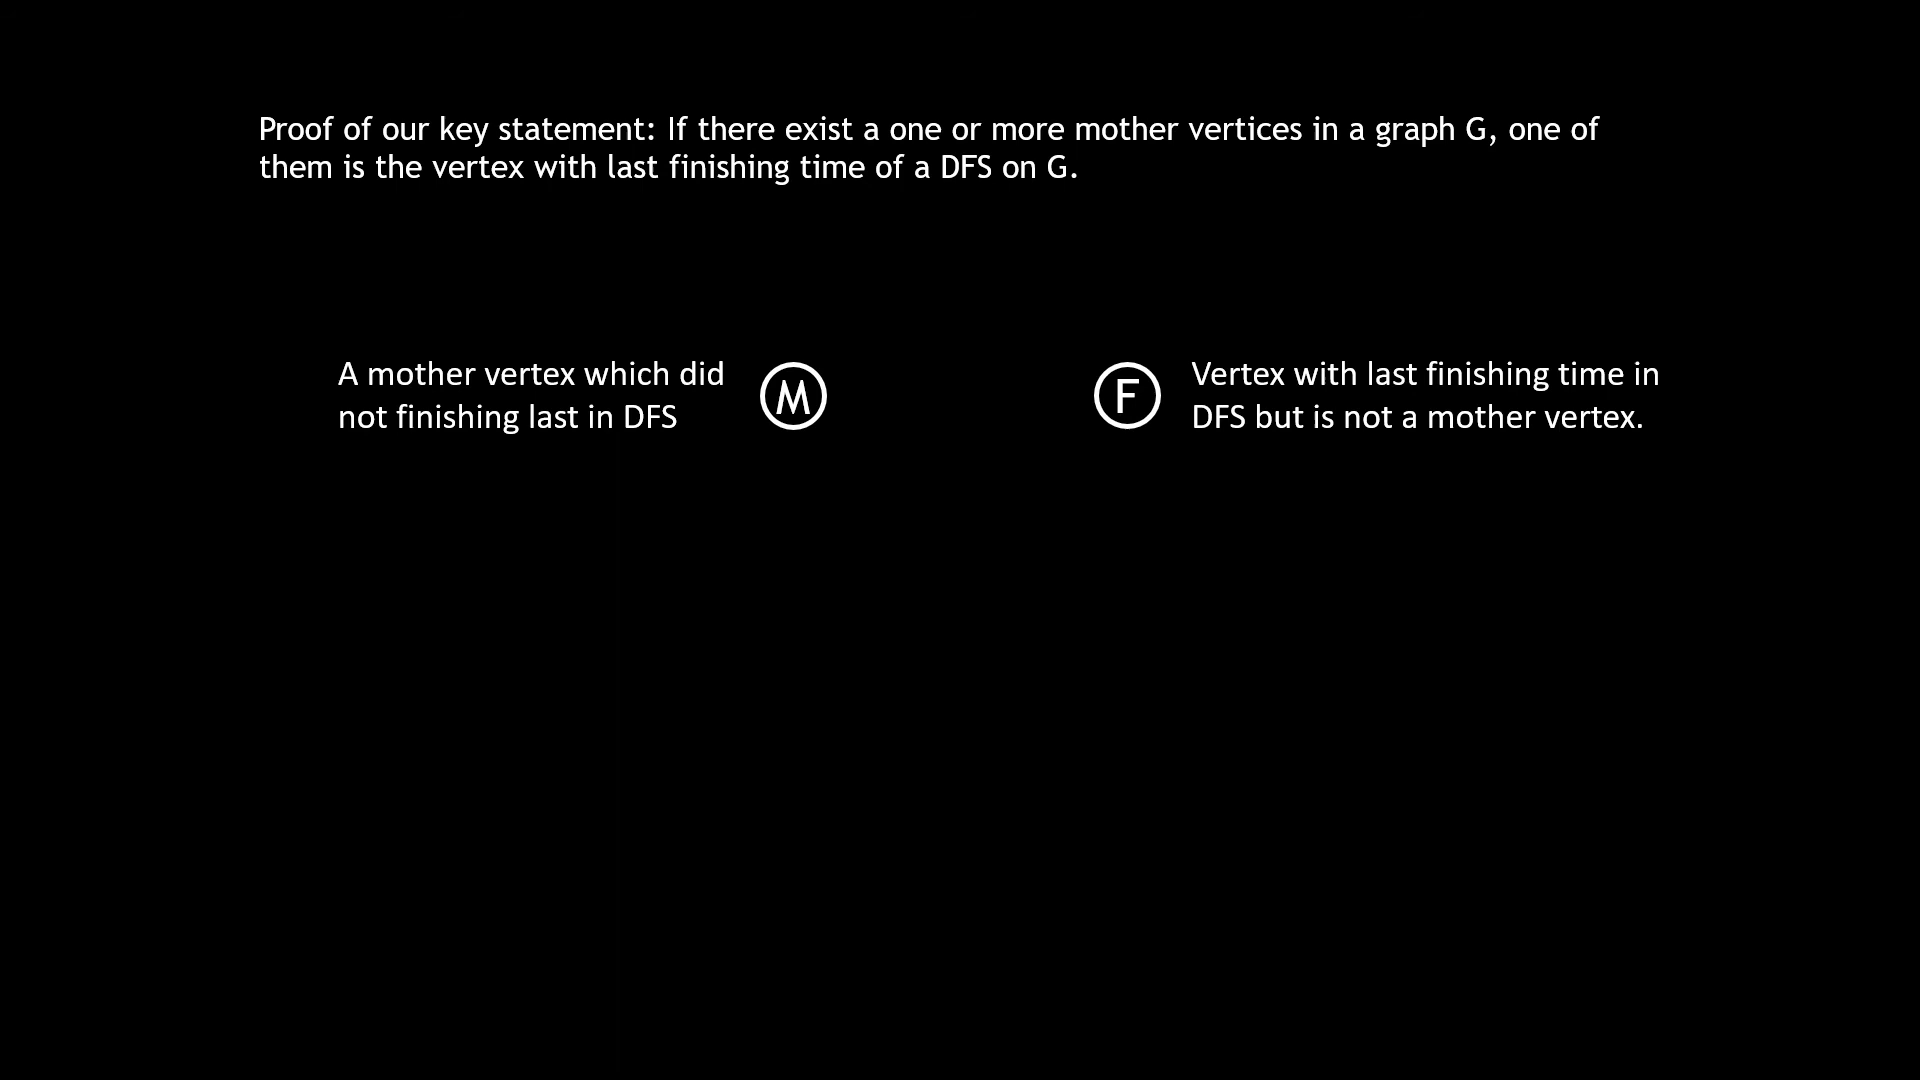 Proof of our key statement: If there exist a one or more mother vertices in a graph G, one of
them is the vertex with last finishing time of a DFS on G.
A mother vertex which did
not finishing last in DFS
M
F
Vertex with last finishing time in
DFS but is not a mother vertex.